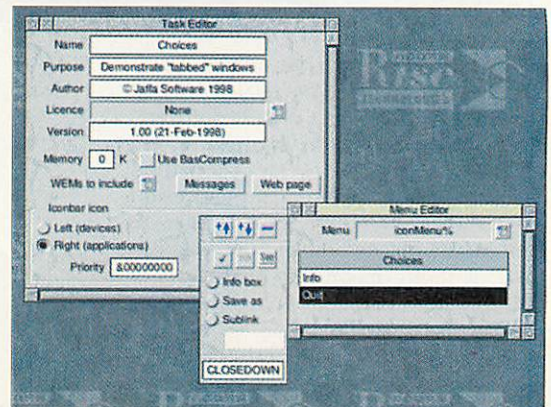 Task Editor
Name Choices
Purpose Demonstrate "tabbed" windows
Author © Jaffa Software 1998
Licence None
Version 1.00 (21-Feb-1998)
Memory 0 K Use BasCompress
WEMs to include Messages Web page
Iconbar icon
Left (devices)
Right (applications)
Priority &00000000
Info box
Save as
Sublink
CLOSEDOWN
Menu Editor
Menu iconMenu%
Choices
Info
Quit